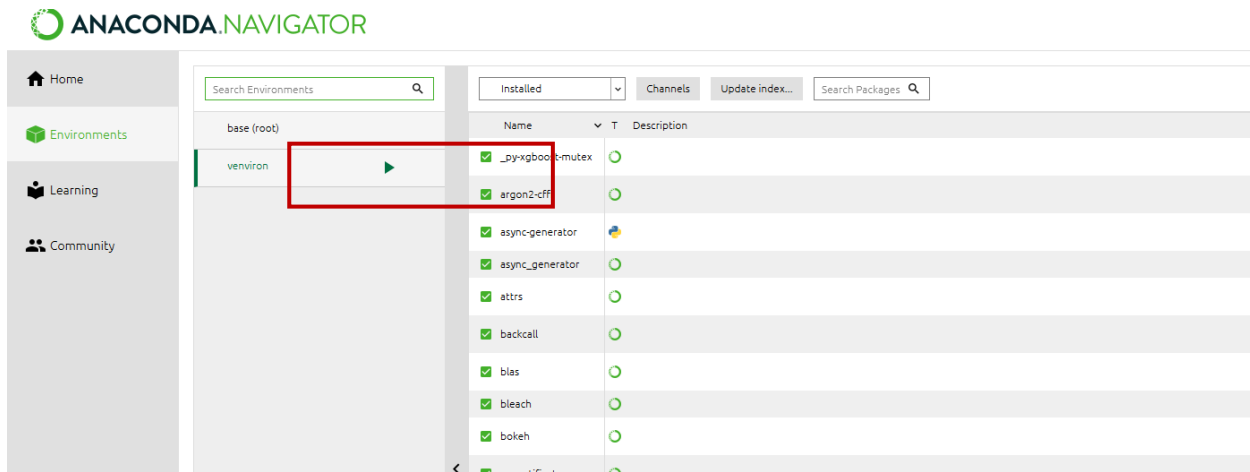 ANACONDA.NAVIGATOR
Home
Environments
Learning
Community
Search Environments
base (root)
venviron
Installed
Channels
Update index...
Search Packages
Name
T
Description
_py-xgboost-mutex
argon2-cffi
async-generator
async_generator
attrs
backcall
blas
bleach
bokeh